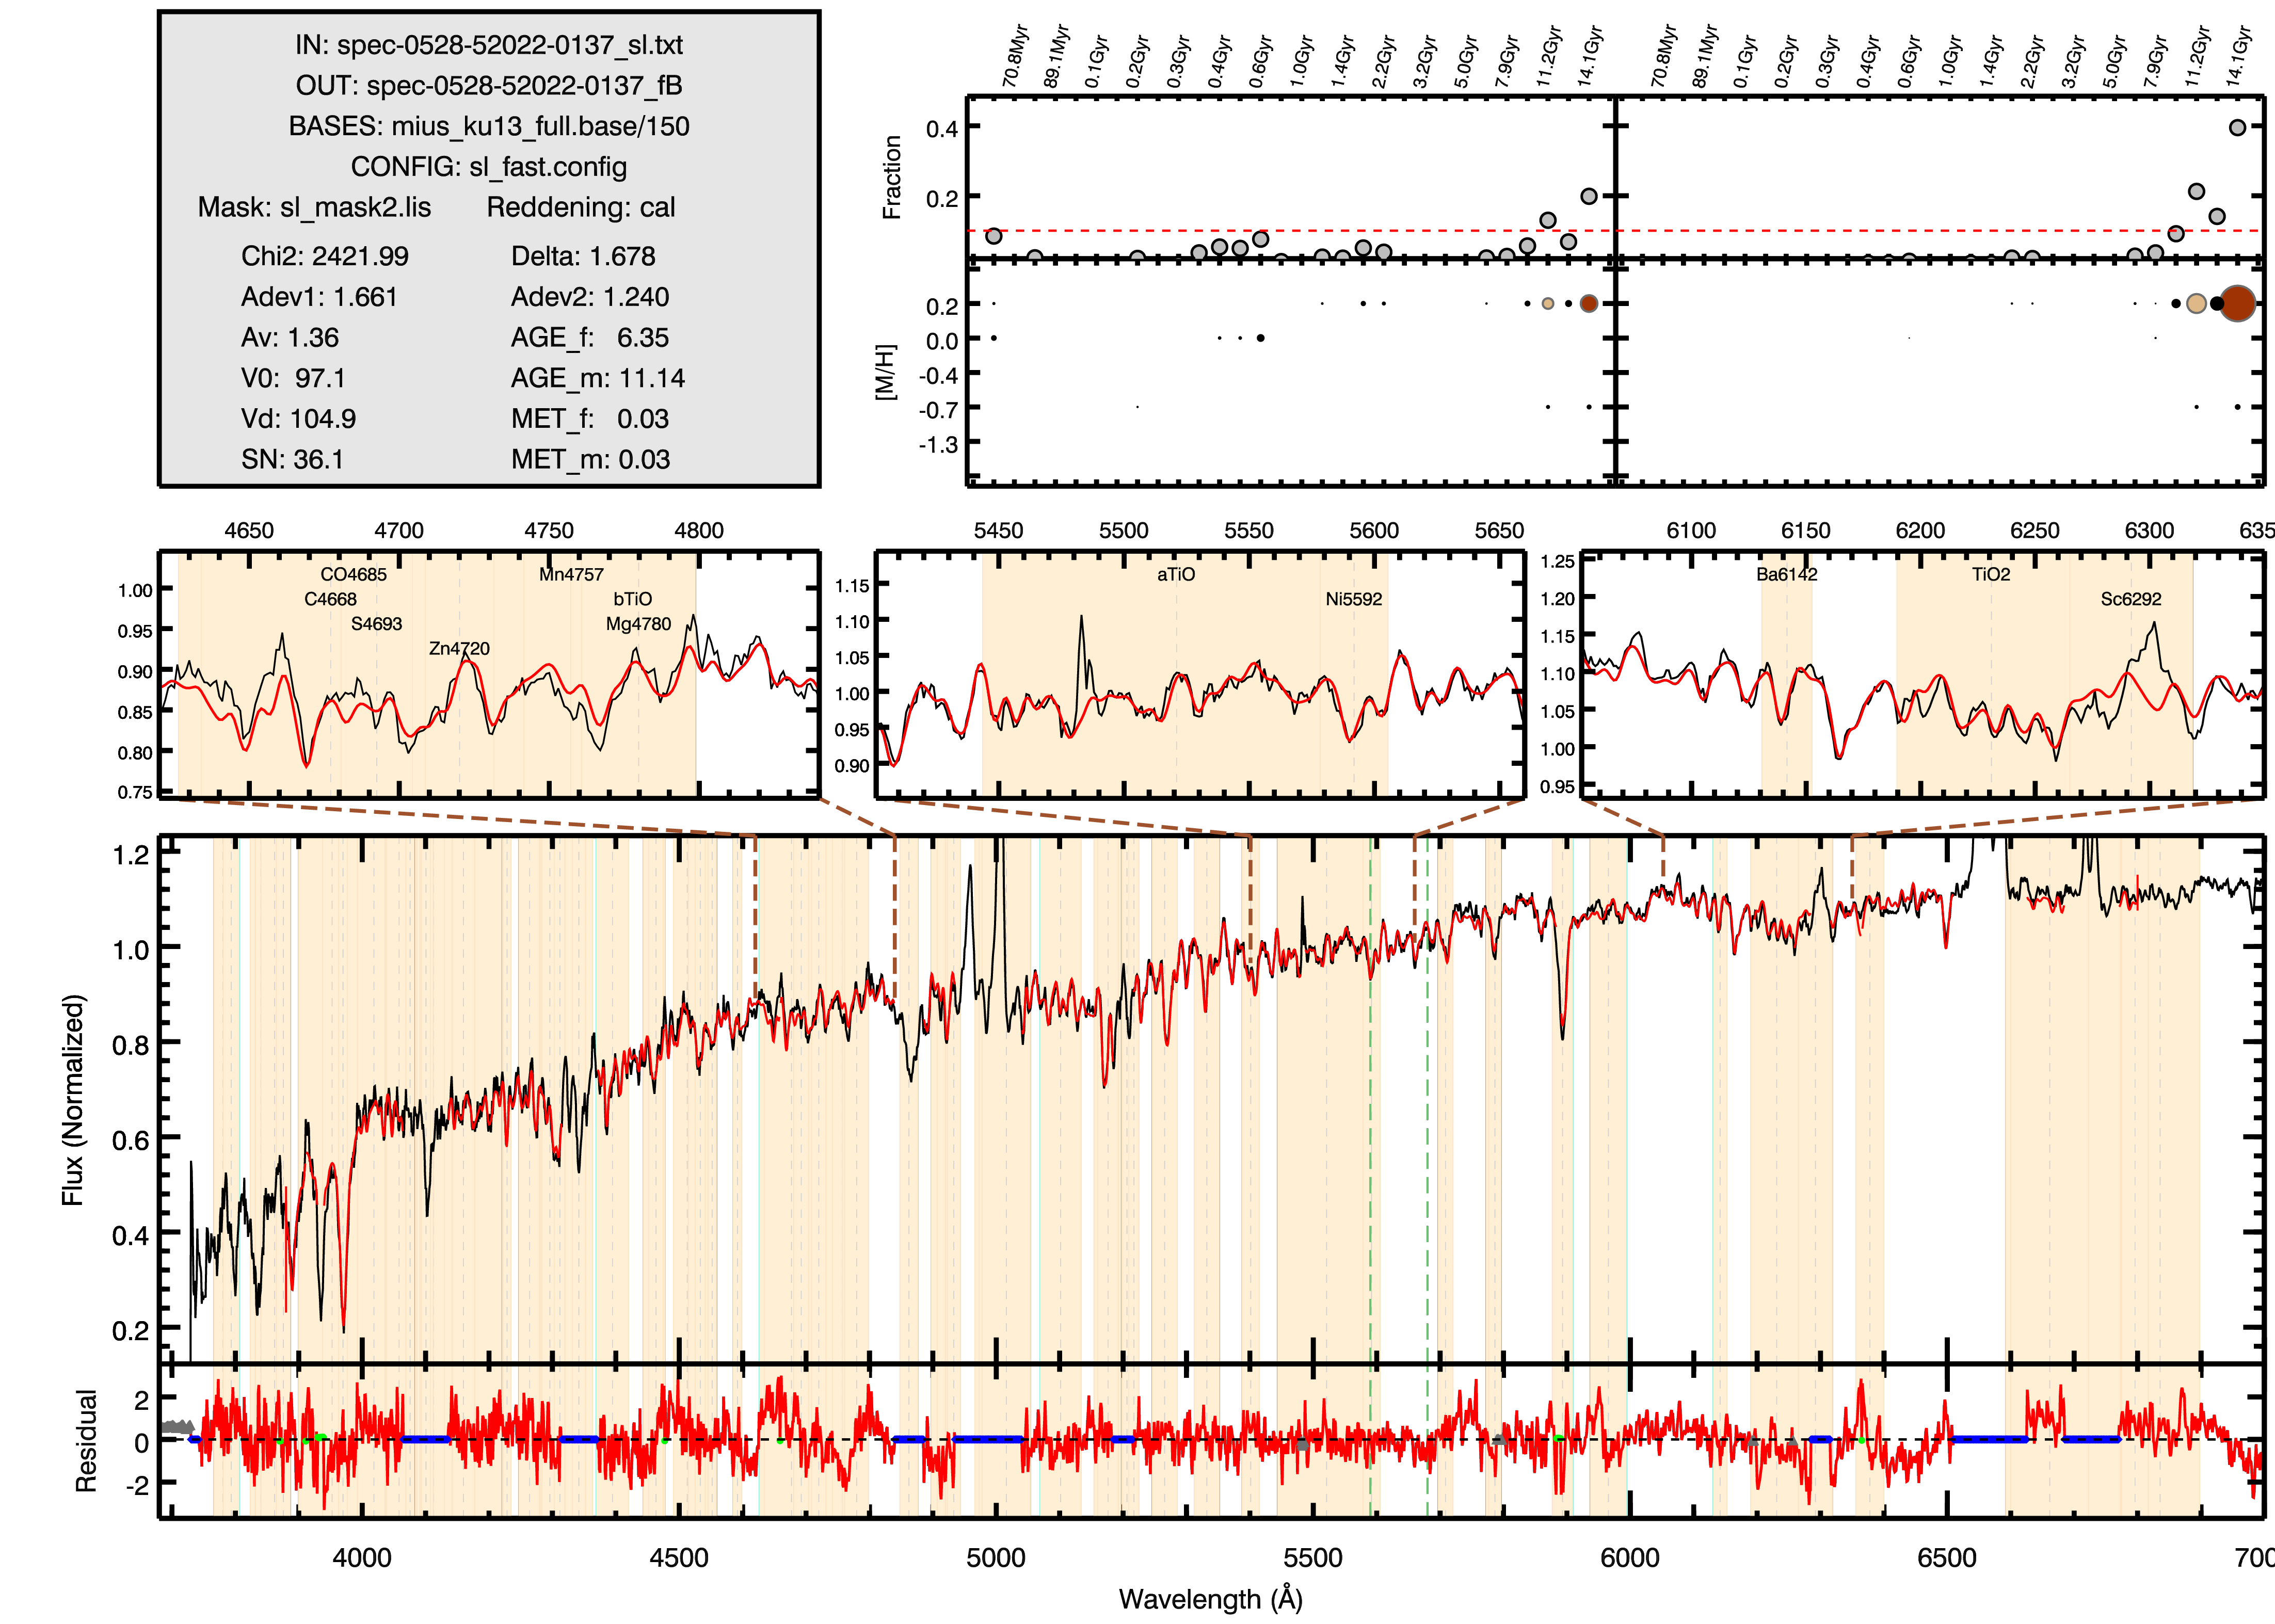 IN: spec-0528-52022-0137_sl.txt
OUT: spec-0528-52022-0137_fB
BASES: mius_ku13_full.base/150
CONFIG: sl_fast.config
Mask: sl_mask2.lis Reddening: cal
Chi2: 2421.99 Delta: 1.678
Adev1: 1.661 Adev2: 1.240
Av: 1.36 AGE_f: 6.35
V0: 97.1 AGE_m: 11.14
Vd: 104.9 MET_f: 0.03
SN: 36.1 MET_m: 0.03
70.8Myr 89.1Myr 0.1Gyr 0.2Gyr 0.3Gyr 0.4Gyr 0.6Gyr 1.0Gyr 1.4Gyr 2.2Gyr 3.2Gyr 5.0Gyr 7.9Gyr 11.2Gyr 14.1Gyr
70.8Myr 89.1Myr 0.1Gyr 0.2Gyr 0.3Gyr 0.4Gyr 0.6Gyr 1.0Gyr 1.4Gyr 2.2Gyr 3.2Gyr 5.0Gyr 7.9Gyr 11.2Gyr 14.1Gyr
Fraction
0.4
0.2
[M/H]
0.2
0.0
-0.4
-0.7
-1.3
4650 4700 4750 4800
1.00
0.95
0.90
0.85
0.80
0.75
CO4685 Mn4757
C4668 bTiO
S4693 Mg4780
Zn4720
5450 5500 5550 5600 5650
1.15
1.10
1.05
1.00
0.95
0.90
aTiO
Ni5592
6100 6150 6200 6250 6300 635
1.25
1.20
1.15
1.10
1.05
1.00
0.95
Ba6142 TiO2
Sc6292
Flux (Normalized)
1.2
1.0
0.8
0.6
0.4
0.2
Residual
2
0
-2
4000 4500 5000 5500 6000 6500 700
Wavelength (Å)